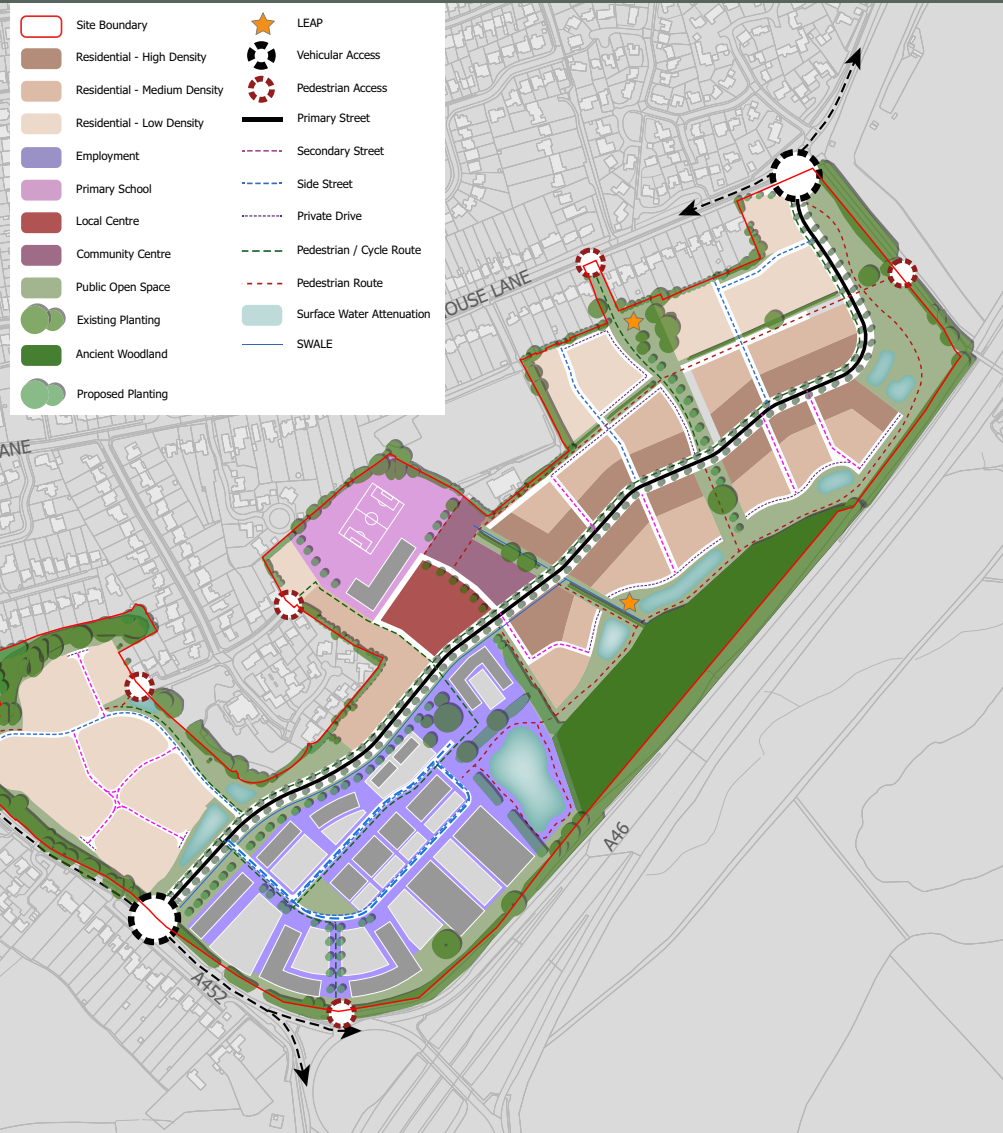 Site Boundary
Residential - High Density
Residential - Medium Density
Residential - Low Density
Employment
Primary School
Local Centre
Community Centre
Public Open Space
Existing Planting
Ancient Woodland
Proposed Planting
LEAP
Vehicular Access
Pedestrian Access
Primary Street
Secondary Street
Side Street
Private Drive
Pedestrian / Cycle Route
Pedestrian Route
Surface Water Attenuation
SWALE
OUSE LANE
ANE
A46
A452